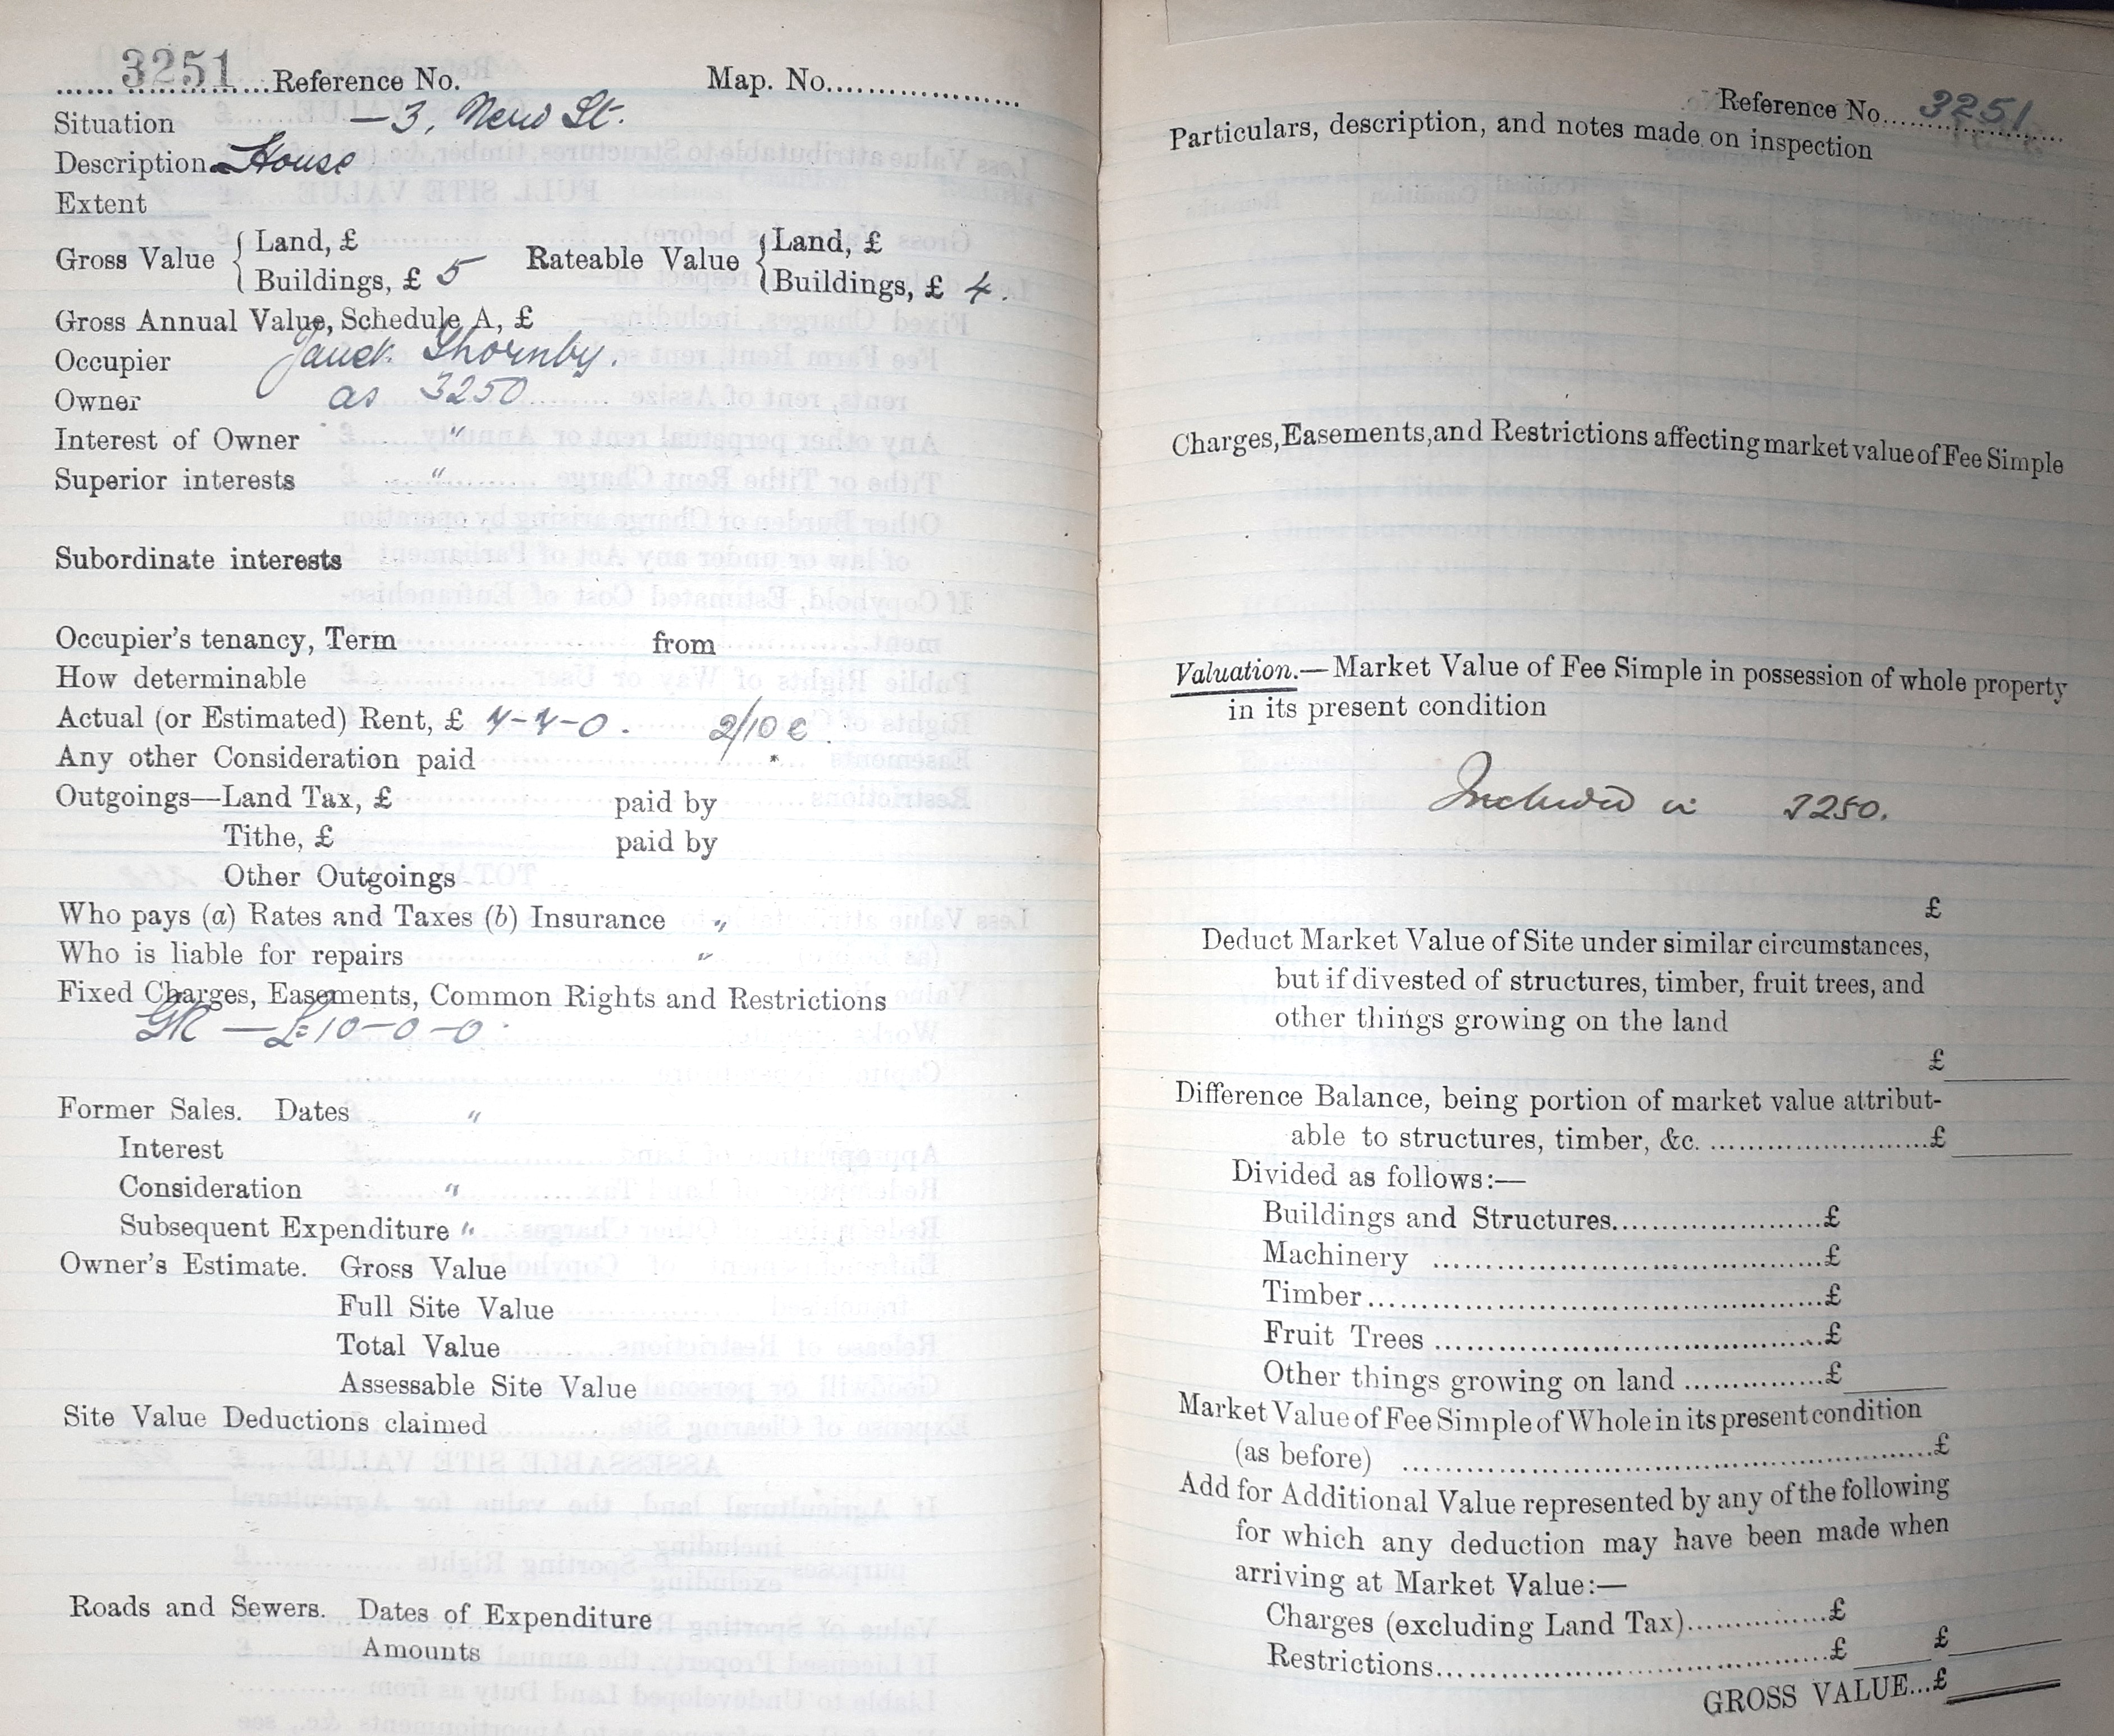 3251 Reference No. Map. No.
Situation — 3, New St.
Description House
Extent
Gross Value { Land, £ Rateable Value { Land, £
Buildings, £ 5 Buildings, £ 4.
Gross Annual Value, Schedule A, £
Occupier Thornby.
Owner as 3250
Interest of Owner "
Superior interests "
Subordinate interests
Occupier's tenancy, Term from
How determinable
Actual (or Estimated) Rent, £ 7-7-0. 2/10
Any other Consideration paid
Outgoings—Land Tax, £ paid by
Tithe, £ paid by
Other Outgoings
Who pays (a) Rates and Taxes (b) Insurance "
Who is liable for repairs "
Fixed Charges, Easements, Common Rights and Restrictions
GR — £10-0-0.
Former Sales. Dates "
Interest
Consideration "
Subsequent Expenditure "
Owner's Estimate. Gross Value
Full Site Value
Total Value
Assessable Site Value
Site Value Deductions claimed
Roads and Sewers. Dates of Expenditure
Amounts
Reference No. 3251
Particulars, description, and notes made on inspection
Charges, Easements, and Restrictions affecting market value of Fee Simple
Valuation.—Market Value of Fee Simple in possession of whole property
in its present condition
Included in 3250.
£
Deduct Market Value of Site under similar circumstances,
but if divested of structures, timber, fruit trees, and
other things growing on the land
£
Difference Balance, being portion of market value attribut-
able to structures, timber, &c. £
Divided as follows:—
Buildings and Structures £
Machinery £
Timber £
Fruit Trees £
Other things growing on land £
Market Value of Fee Simple of Whole in its present condition
(as before) £
Add for Additional Value represented by any of the following
for which any deduction may have been made when
arriving at Market Value:—
Charges (excluding Land Tax) £
Restrictions £ £
GROSS VALUE...£